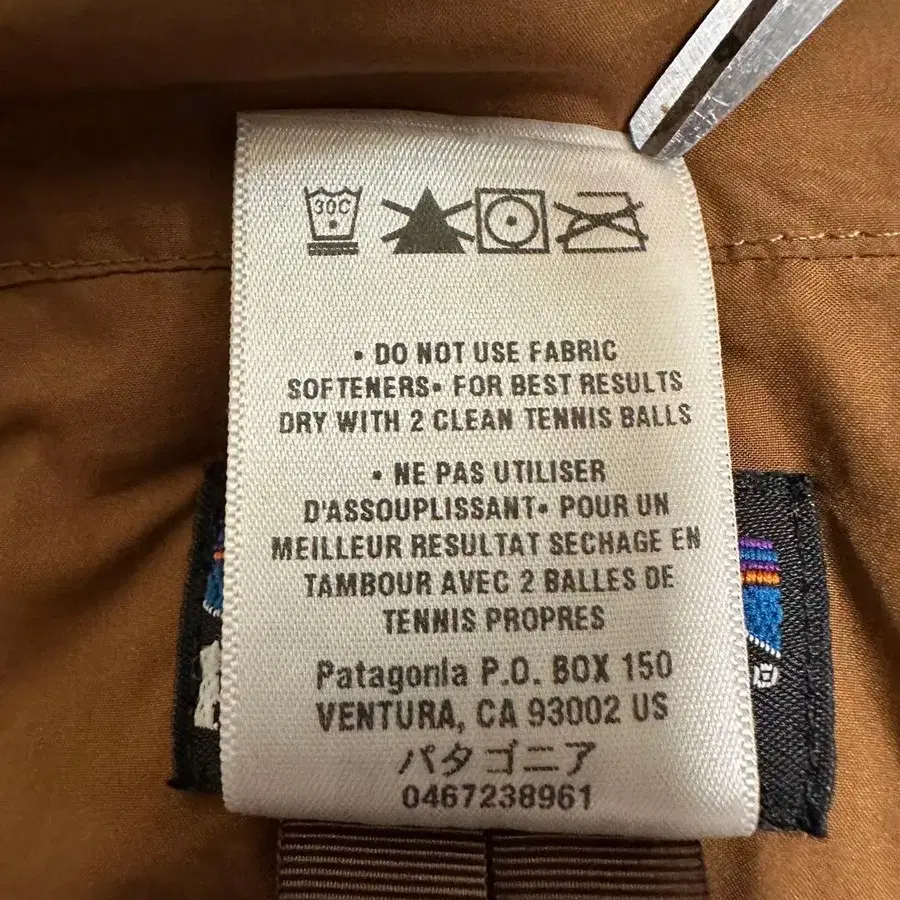 30C
• DO NOT USE FABRIC
SOFTENERS• FOR BEST RESULTS
DRY WITH 2 CLEAN TENNIS BALLS
• NE PAS UTILISER
D'ASSOUPLISSANT• POUR UN
MEILLEUR RESULTAT SECHAGE EN
TAMBOUR AVEC 2 BALLES DE
TENNIS PROPRES
Patagonia P.O. BOX 150
VENTURA, CA 93002 US
パタゴニア
0467238961